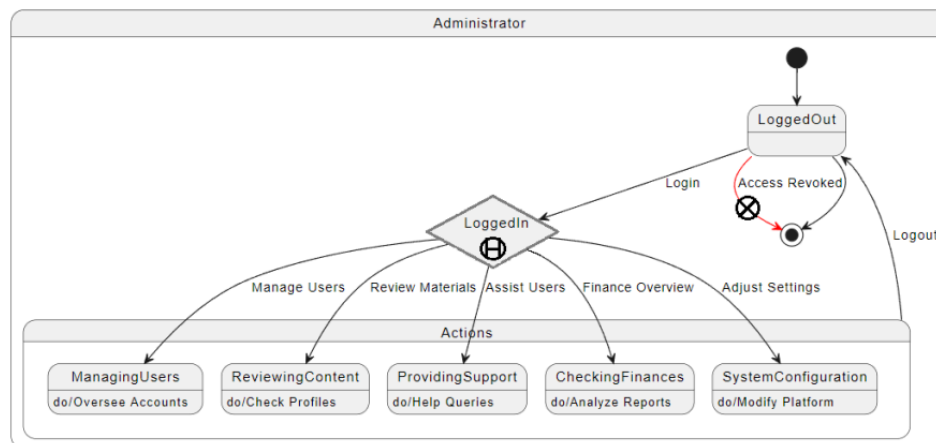 Administrator
LoggedOut
Login
Access Revoked
LoggedIn
H
Logout
Manage Users
Review Materials
Assist Users
Finance Overview
Adjust Settings
Actions
ManagingUsers
do/Oversee Accounts
ReviewingContent
do/Check Profiles
ProvidingSupport
do/Help Queries
CheckingFinances
do/Analyze Reports
SystemConfiguration
do/Modify Platform